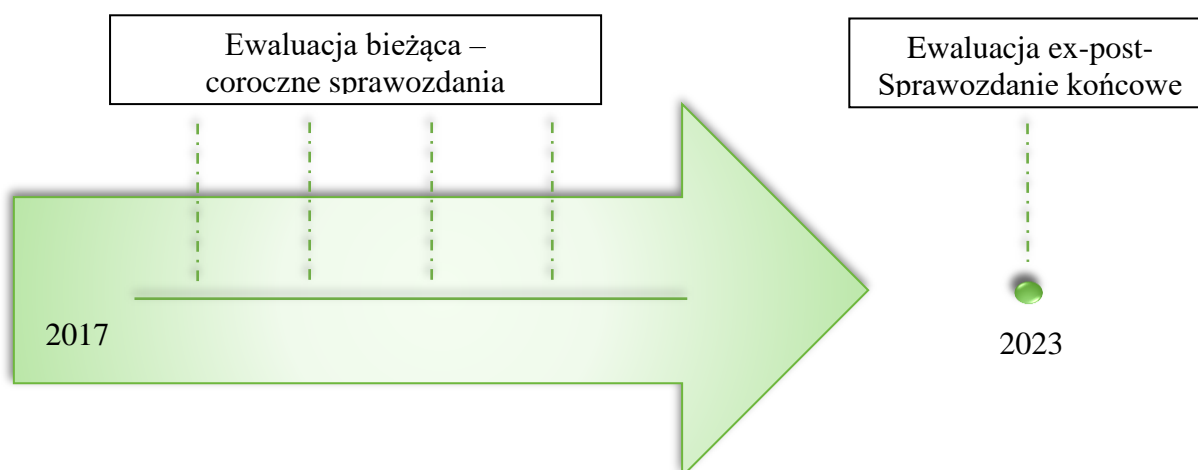 Ewaluacja bieżąca –
coroczne sprawozdania
Ewaluacja ex-post-
Sprawozdanie końcowe
2017
2023